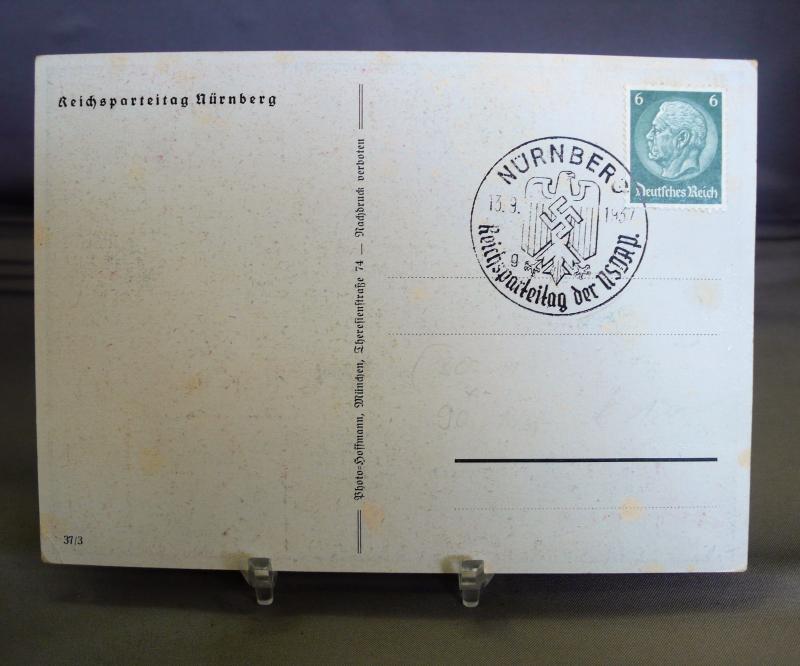 Reichsparteitag Nürnberg
Photo-Hoffmann, München, Theresienstraße 74 — Nachdruck verboten
37/3
6 6
Deutsches Reich
NÜRNBERG
13.9. 1937
g
Reichsparteitag der NSDAP.
90